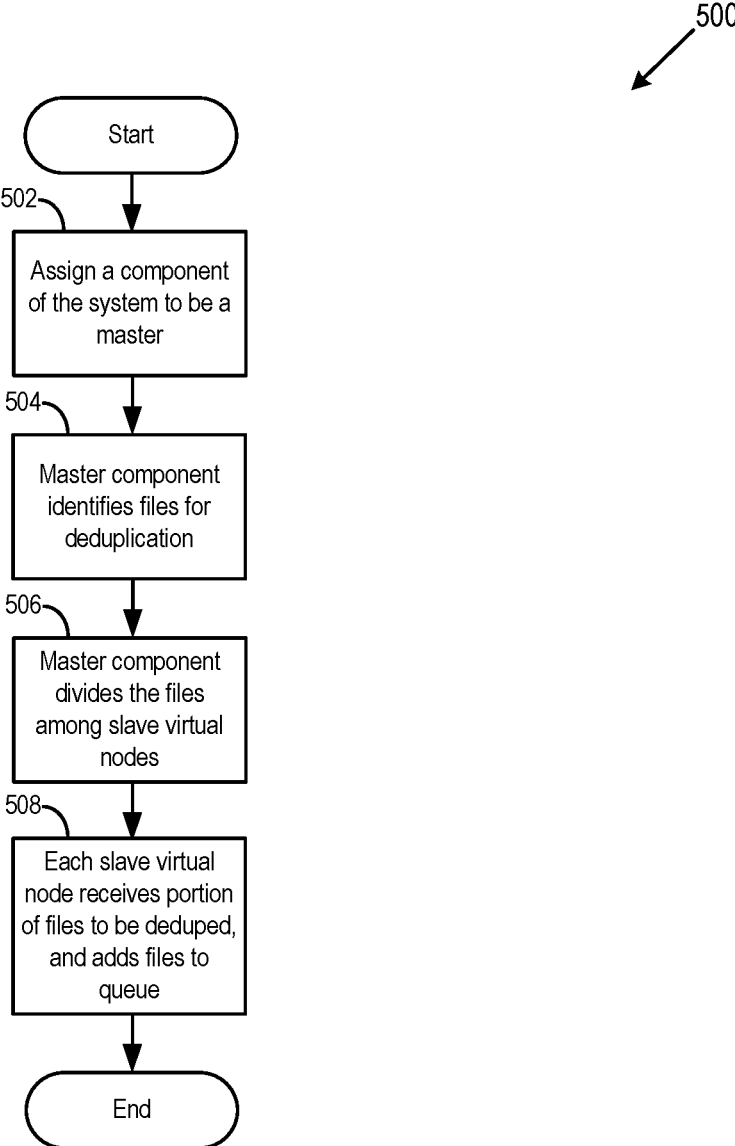 500
Start
502
Assign a component
of the system to be a
master
504
Master component
identifies files for
deduplication
506
Master component
divides the files
among slave virtual
nodes
508
Each slave virtual
node receives portion
of files to be deduped,
and adds files to
queue
End